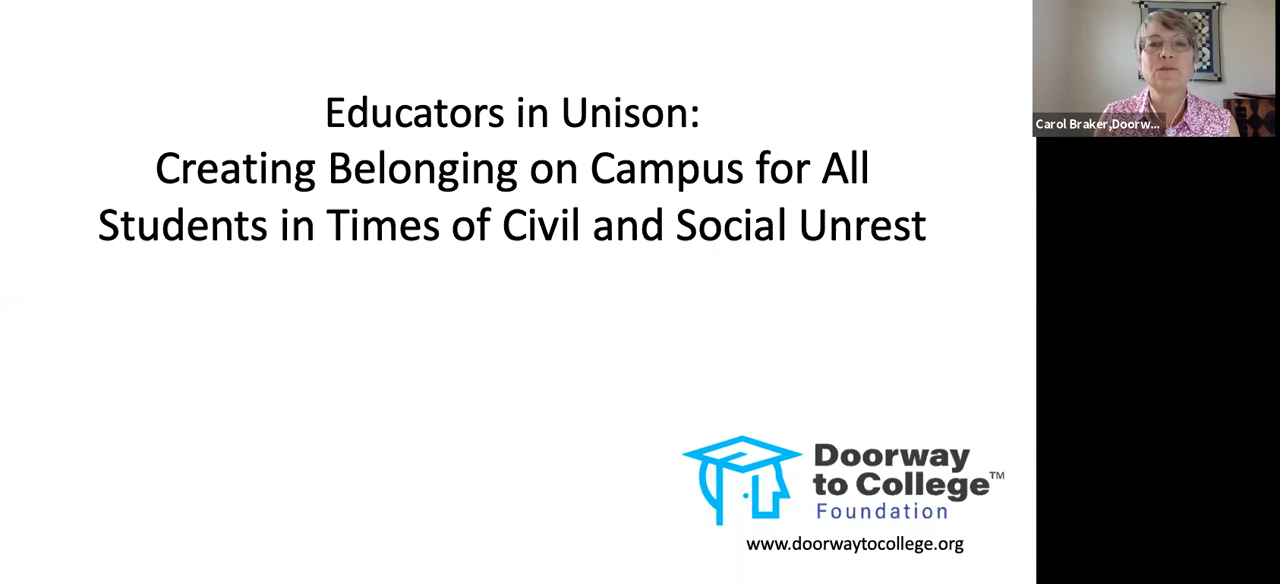 Educators in Unison:
Creating Belonging on Campus for All
Students in Times of Civil and Social Unrest
Carol Braker,Doorw...
Doorway
to College™
Foundation
www.doorwaytocollege.org